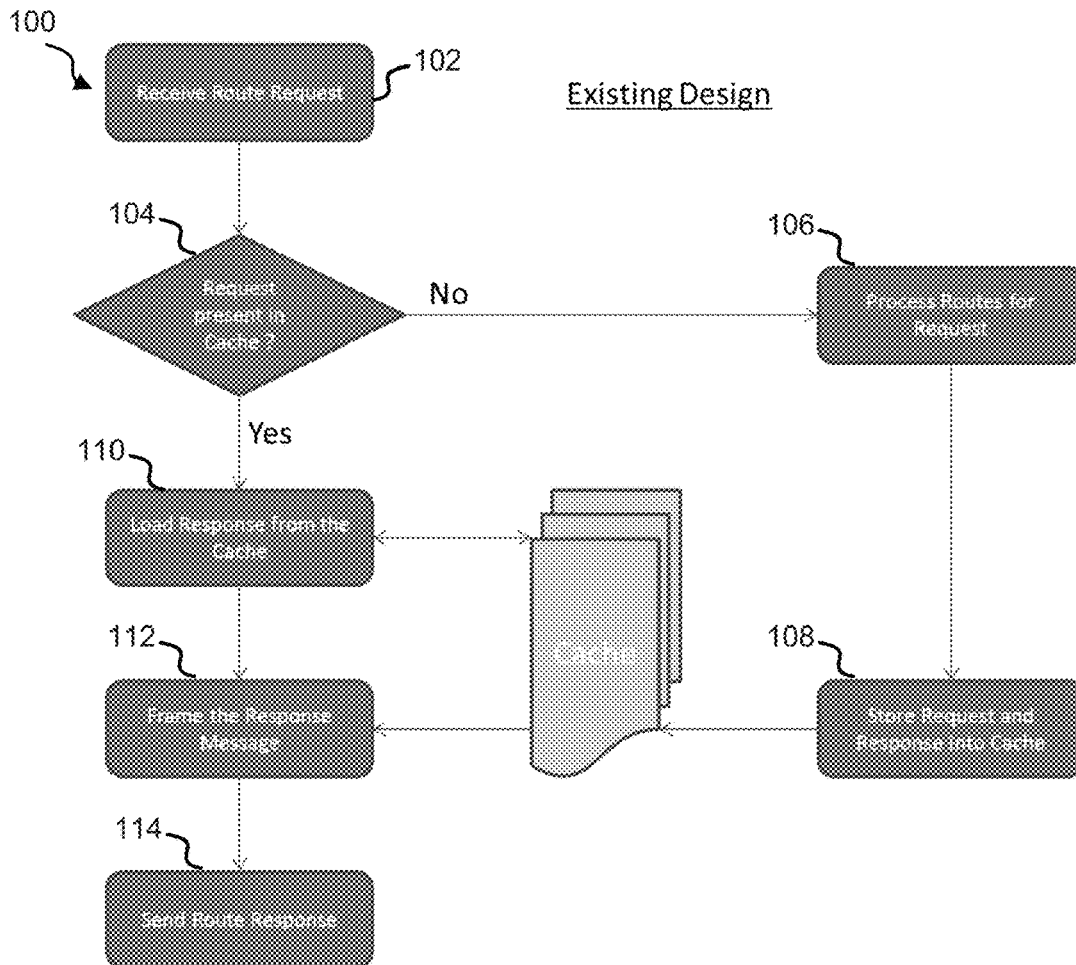 100
Receive Route Request
102
Existing Design
104
Request
present in
Cache ?
No
106
Process Routes for
Request
Yes
110
Load Response from the
Cache
112
Frame the Response
Message
108
Store Request and
Response into Cache
114
Send Route Response